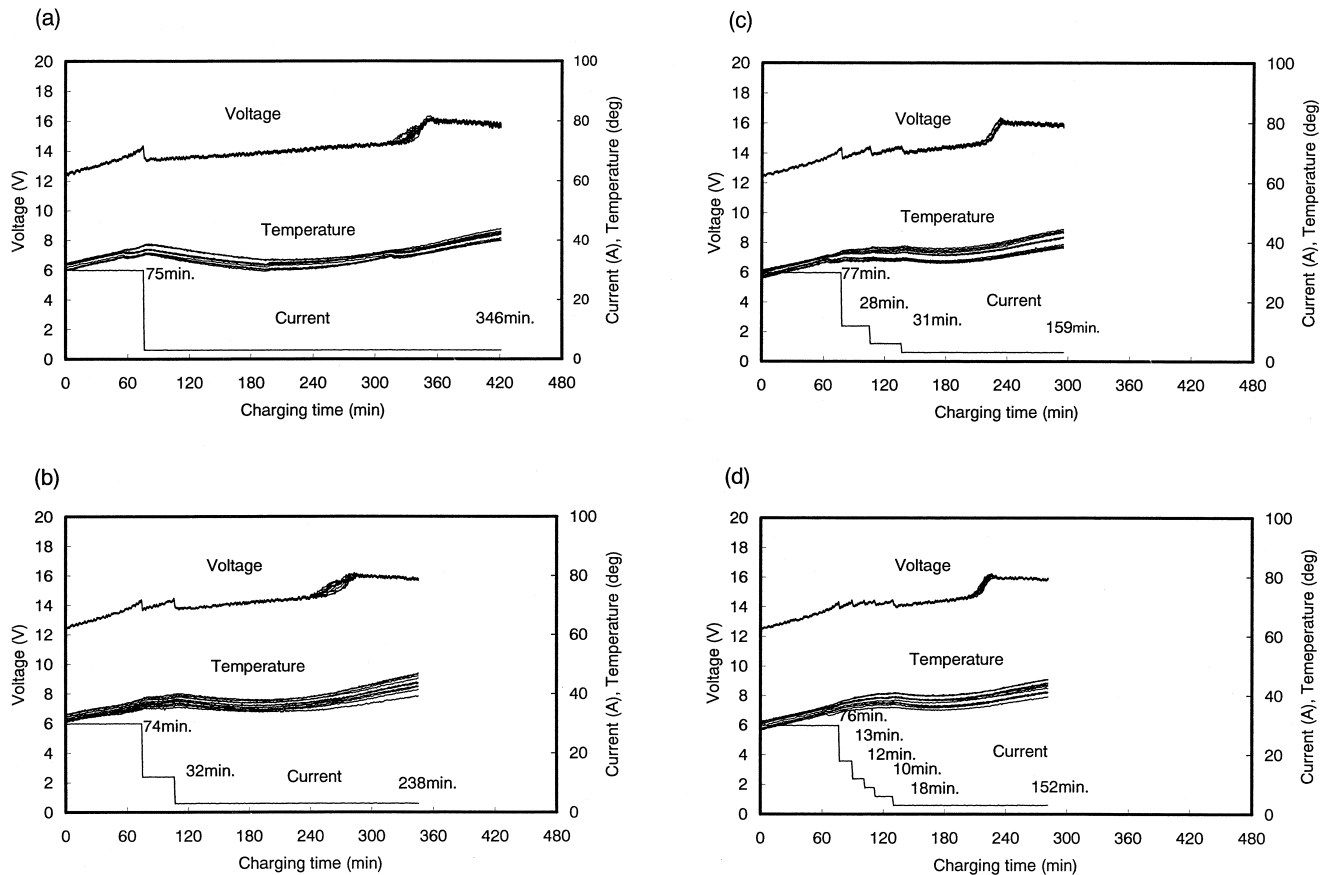 (a)
20
18
16
14
12
10
8
6
4
2
0
Voltage (V)
100
80
60
40
20
0
Current (A), Temperature (deg)
Voltage
Temperature
75min.
Current
346min.
0 60 120 180 240 300 360 420 480
Charging time (min)
(c)
20
18
16
14
12
10
8
6
4
2
0
Voltage (V)
100
80
60
40
20
0
Current (A), Temperature (deg)
Voltage
Temperature
77min.
28min.
31min.
Current
159min.
0 60 120 180 240 300 360 420 480
Charging time (min)
(b)
20
18
16
14
12
10
8
6
4
2
0
Voltage (V)
100
80
60
40
20
0
Current (A), Temperature (deg)
Voltage
Temperature
74min.
32min.
Current
238min.
0 60 120 180 240 300 360 420 480
Charging time (min)
(d)
20
18
16
14
12
10
8
6
4
2
0
Voltage (V)
100
80
60
40
20
0
Current (A), Temeperature (deg)
Voltage
Temperature
76min.
13min.
12min.
10min.
18min.
Current
152min.
0 60 120 180 240 300 360 420 480
Charging time (min)